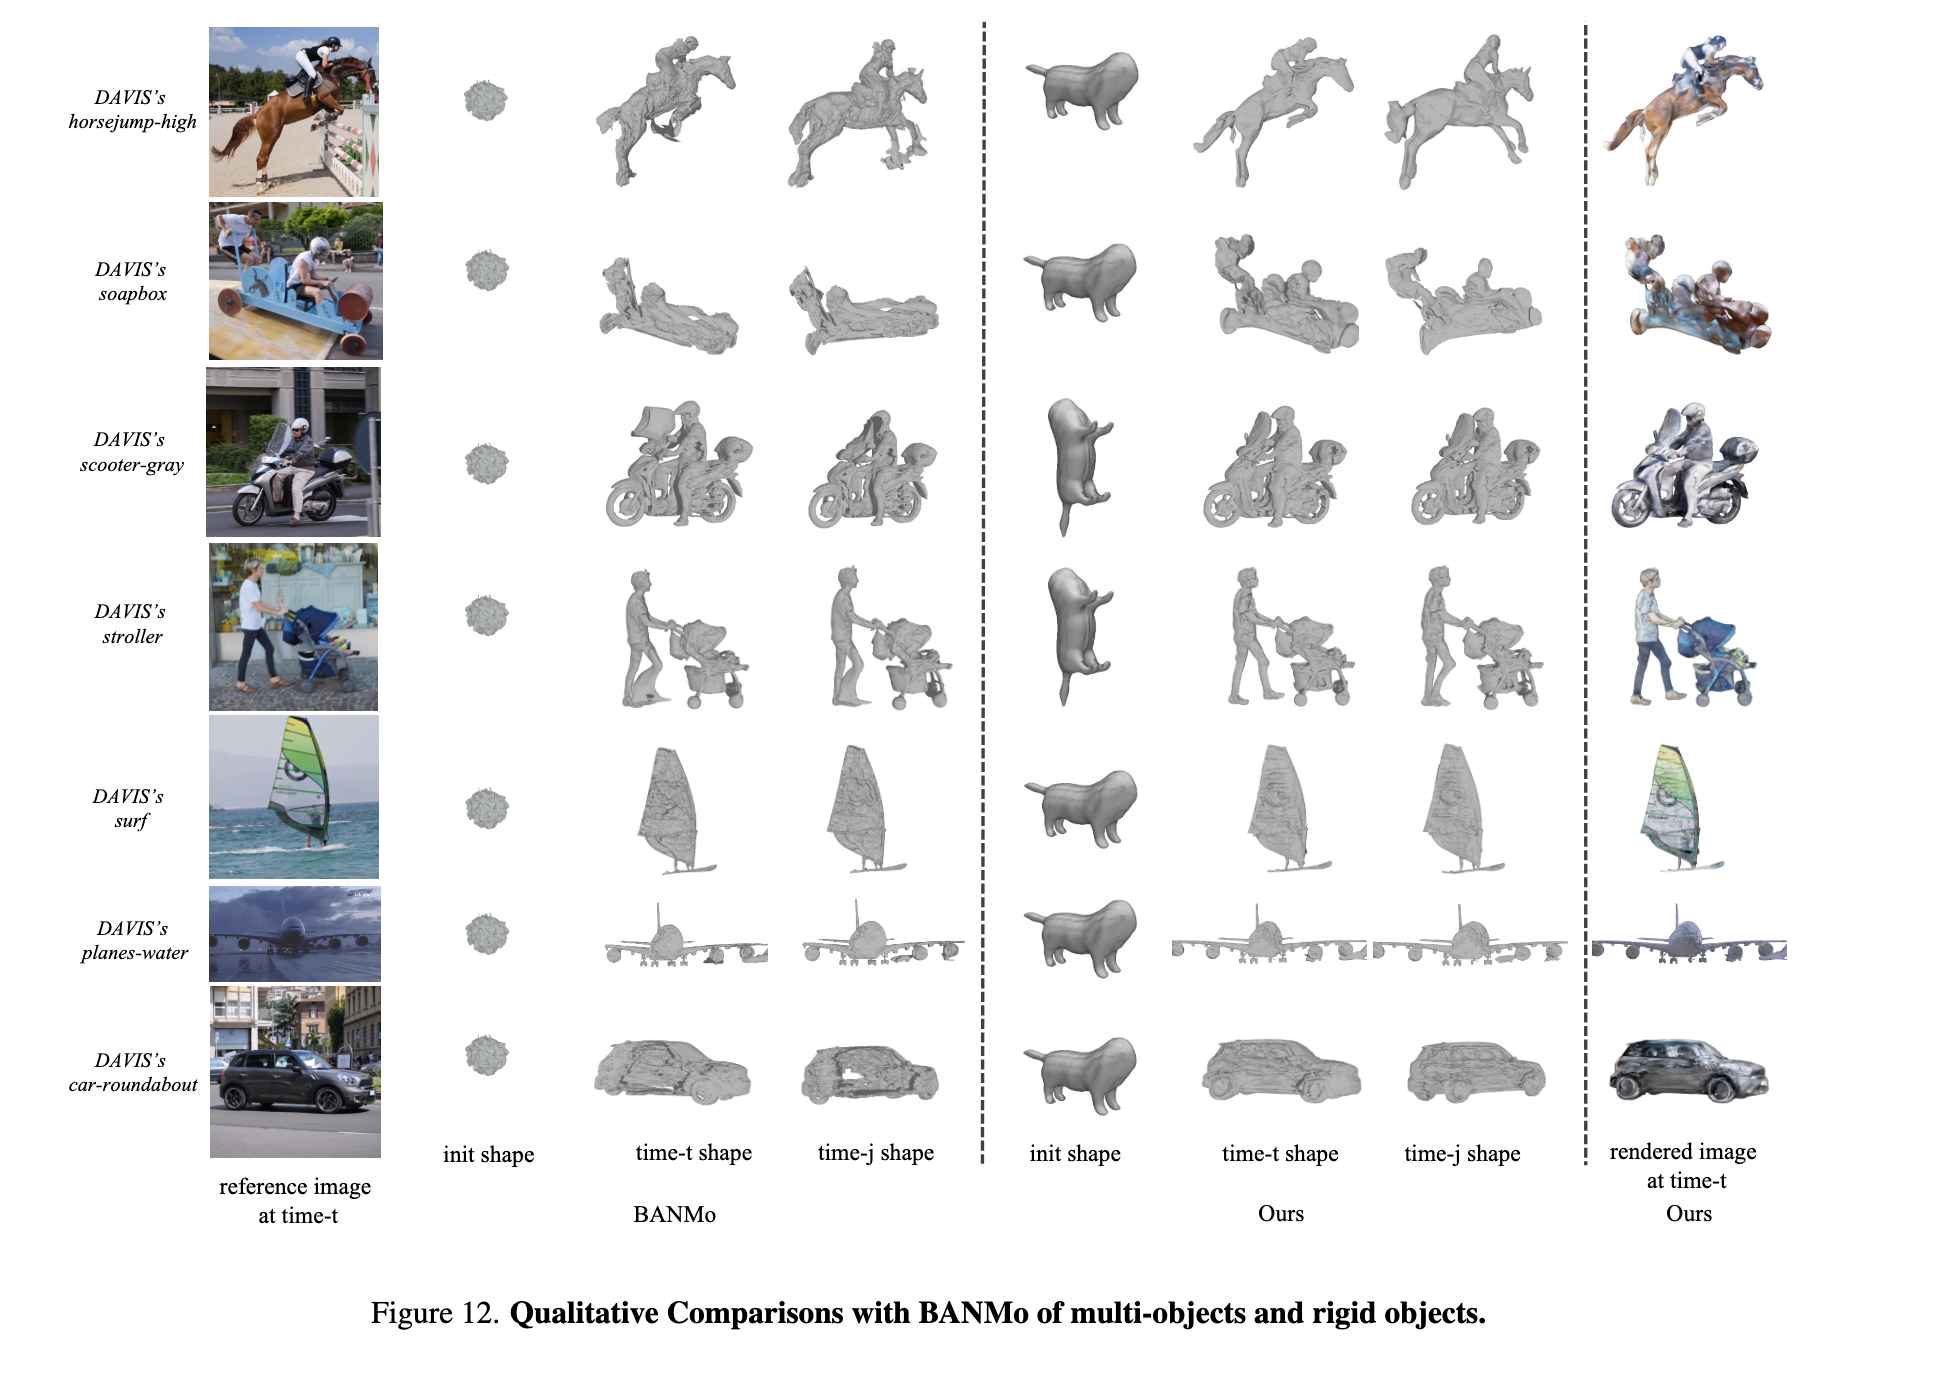 DAVIS's
horsejump-high
DAVIS's
soapbox
DAVIS's
scooter-gray
DAVIS's
stroller
DAVIS's
surf
DAVIS's
planes-water
DAVIS's
car-roundabout
init shape
time-t shape
time-j shape
init shape
time-t shape
time-j shape
rendered image
at time-t
reference image
at time-t
BANMo
Ours
Ours
Figure 12. Qualitative Comparisons with BANMo of multi-objects and rigid objects.